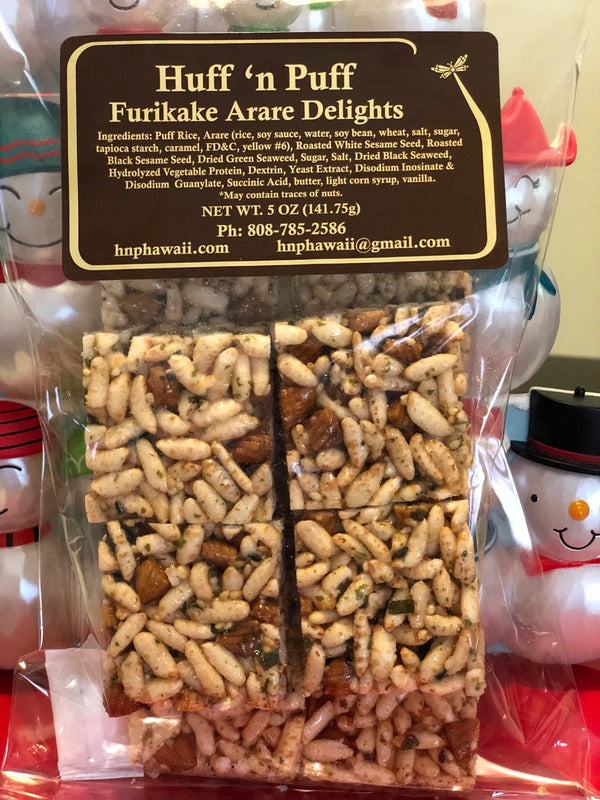 Huff ‘n Puff
Furikake Arare Delights
Ingredients: Puff Rice, Arare (rice, soy sauce, water, soy bean, wheat, salt, sugar,
tapioca starch, caramel, FD&C, yellow #6), Roasted White Sesame Seed, Roasted
Black Sesame Seed, Dried Green Seaweed, Sugar, Salt, Dried Black Seaweed,
Hydrolyzed Vegetable Protein, Dextrin, Yeast Extract, Disodium Inosinate &
Disodium Guanylate, Succinic Acid, butter, light corn syrup, vanilla.
*May contain traces of nuts.
NET WT. 5 OZ (141.75g)
Ph: 808-785-2586
hnphawaii.com hnphawaii@gmail.com